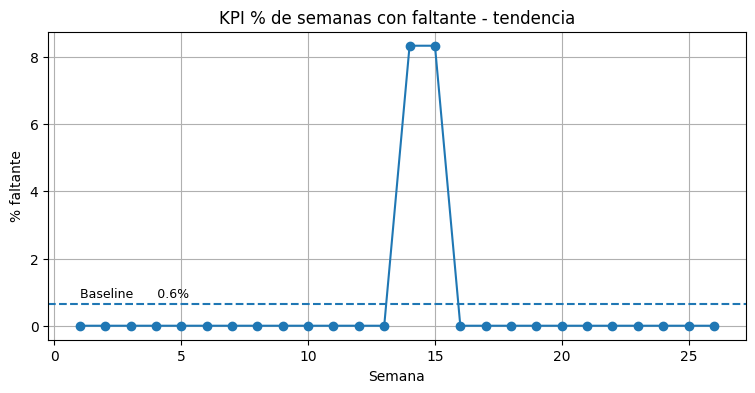 KPI % de semanas con faltante - tendencia
8
6
4
2
0
% faltante
Baseline 0.6%
0 5 10 15 20 25
Semana